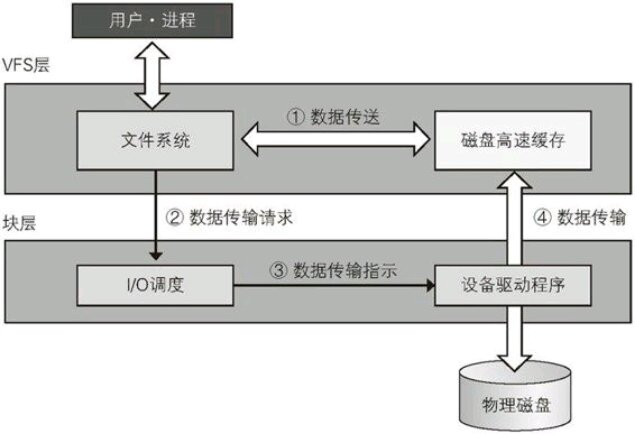 用户·进程
VFS层
① 数据传送
文件系统
磁盘高速缓存
② 数据传输请求
④ 数据传输
块层
③ 数据传输指示
I/O调度
设备驱动程序
物理磁盘